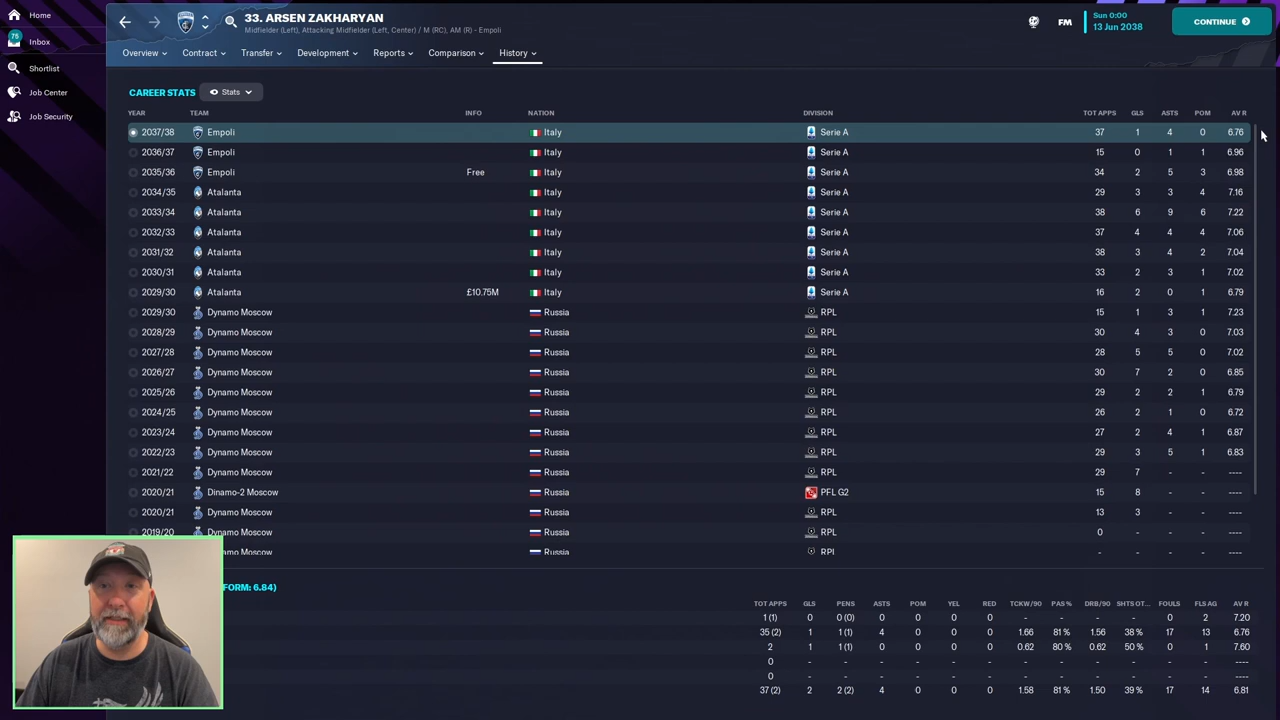 Home
75
Inbox
Shortlist
Job Center
Job Security
33. ARSEN ZAKHARYAN
Midfielder (Left), Attacking Midfielder (Left, Center) / M (RC), AM (R) - Empoli
FM
Sun 0:00
13 Jun 2038
CONTINUE
Overview Contract Transfer Development Reports Comparison History
CAREER STATS Stats
YEAR TEAM INFO NATION DIVISION TOT APPS GLS ASTS POM AV R
2037/38 Empoli Italy Serie A 37 1 4 0 6.76
2036/37 Empoli Italy Serie A 15 0 1 1 6.96
2035/36 Empoli Free Italy Serie A 34 2 5 3 6.98
2034/35 Atalanta Italy Serie A 29 3 3 4 7.16
2033/34 Atalanta Italy Serie A 38 6 9 6 7.22
2032/33 Atalanta Italy Serie A 37 4 4 4 7.06
2031/32 Atalanta Italy Serie A 38 3 4 2 7.04
2030/31 Atalanta Italy Serie A 33 2 3 1 7.02
2029/30 Atalanta £10.75M Italy Serie A 16 2 0 1 6.79
2029/30 Dynamo Moscow Russia RPL 15 1 3 1 7.23
2028/29 Dynamo Moscow Russia RPL 30 4 3 0 7.03
2027/28 Dynamo Moscow Russia RPL 28 5 5 0 7.02
2026/27 Dynamo Moscow Russia RPL 30 7 2 0 6.85
2025/26 Dynamo Moscow Russia RPL 29 2 2 1 6.79
2024/25 Dynamo Moscow Russia RPL 26 2 1 0 6.72
2023/24 Dynamo Moscow Russia RPL 27 2 4 1 6.87
2022/23 Dynamo Moscow Russia RPL 29 3 5 1 6.83
2021/22 Dynamo Moscow Russia RPL 29 7 - - ----
2020/21 Dinamo-2 Moscow Russia PFL G2 15 8 - - ----
2020/21 Dynamo Moscow Russia RPL 13 3 - - ----
2019/20 Dynamo Moscow Russia RPL 0 - - - ----
Dynamo Moscow Russia RPL - - - - ----
FORM: 6.84)
TOT APPS GLS PENS ASTS POM YEL RED TCKW/90 PAS % DRB/90 SHTS OT... FOULS FLS AG AV R
1 (1) 0 0 (0) 0 0 0 0 - - - - 0 2 7.20
35 (2) 1 1 (1) 4 0 0 0 1.66 81 % 1.56 38 % 17 13 6.76
2 1 1 (1) 0 0 0 0 0.62 80 % 0.62 50 % 0 1 7.60
0 - - - - - - - - - - - - ----
0 - - - - - - - - - - - - ----
37 (2) 2 2 (2) 4 0 0 0 1.58 81 % 1.50 39 % 17 14 6.81